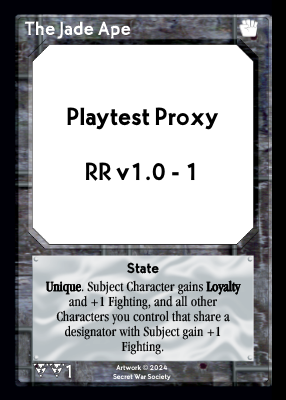 The Jade Ape
Playtest Proxy
RR v1.0 - 1
State
Unique. Subject Character gains Loyalty
and +1 Fighting, and all other
Characters you control that share a
designator with Subject gain +1
Fighting.
1
Artwork © 2024
Secret War Society